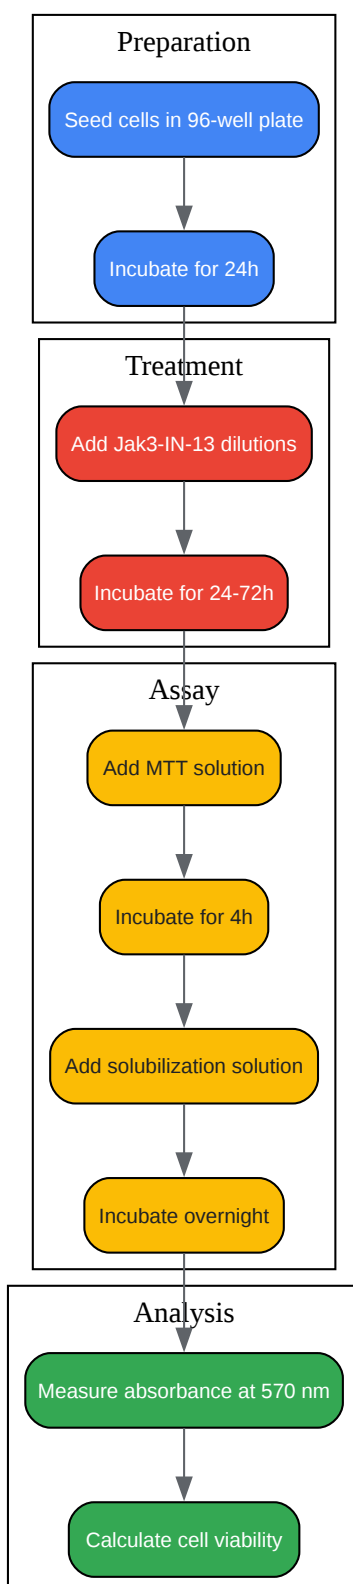 Preparation
Seed cells in 96-well plate
Incubate for 24h
Treatment
Add Jak3-IN-13 dilutions
Incubate for 24-72h
Assay
Add MTT solution
Incubate for 4h
Add solubilization solution
Incubate overnight
Analysis
Measure absorbance at 570 nm
Calculate cell viability